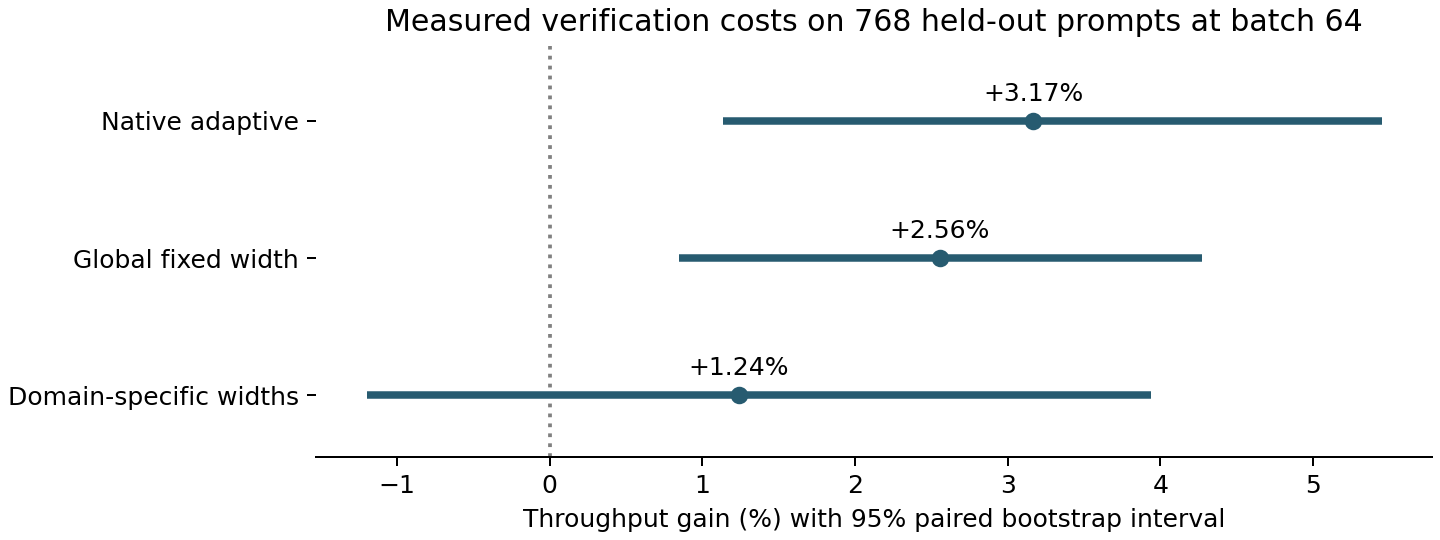 Measured verification costs on 768 held-out prompts at batch 64
Native adaptive
+3.17%
Global fixed width
+2.56%
Domain-specific widths
+1.24%
−1 0 1 2 3 4 5
Throughput gain (%) with 95% paired bootstrap interval